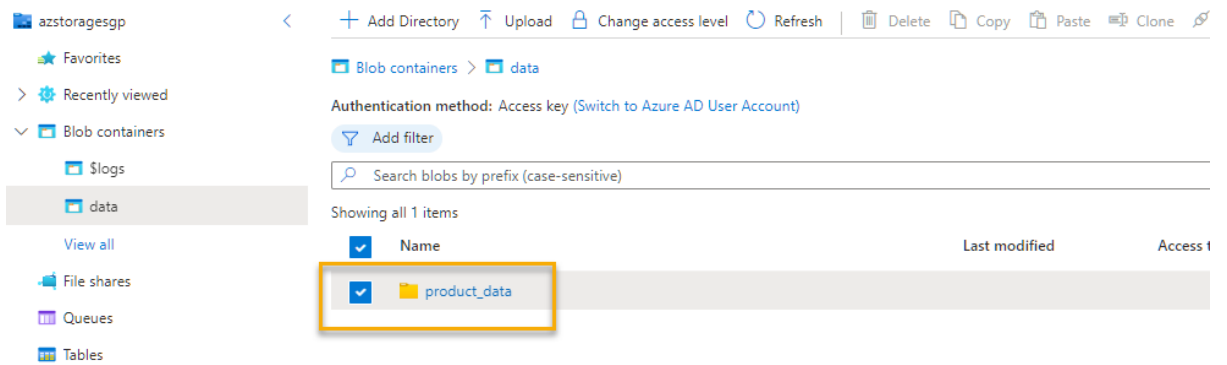 azstoragesgp
Add Directory Upload Change access level Refresh Delete Copy Paste Clone
Favorites
Blob containers > data
Recently viewed
Authentication method: Access key (Switch to Azure AD User Account)
Blob containers
Add filter
$logs
Search blobs by prefix (case-sensitive)
data
Showing all 1 items
View all
Name Last modified Access t
File shares
product_data
Queues
Tables